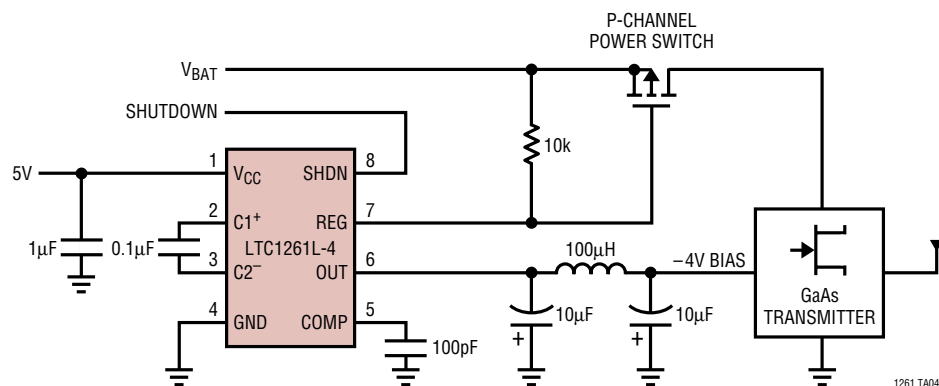 P-CHANNEL
POWER SWITCH
VBAT
SHUTDOWN
10k
5V
1
VCC
SHDN
8
2
C1+
REG
7
1µF
0.1µF
LTC1261L-4
100µH
3
C2–
OUT
6
–4V BIAS
4
GND
COMP
5
10µF
+
10µF
+
100pF
GaAs
TRANSMITTER
1261 TA04